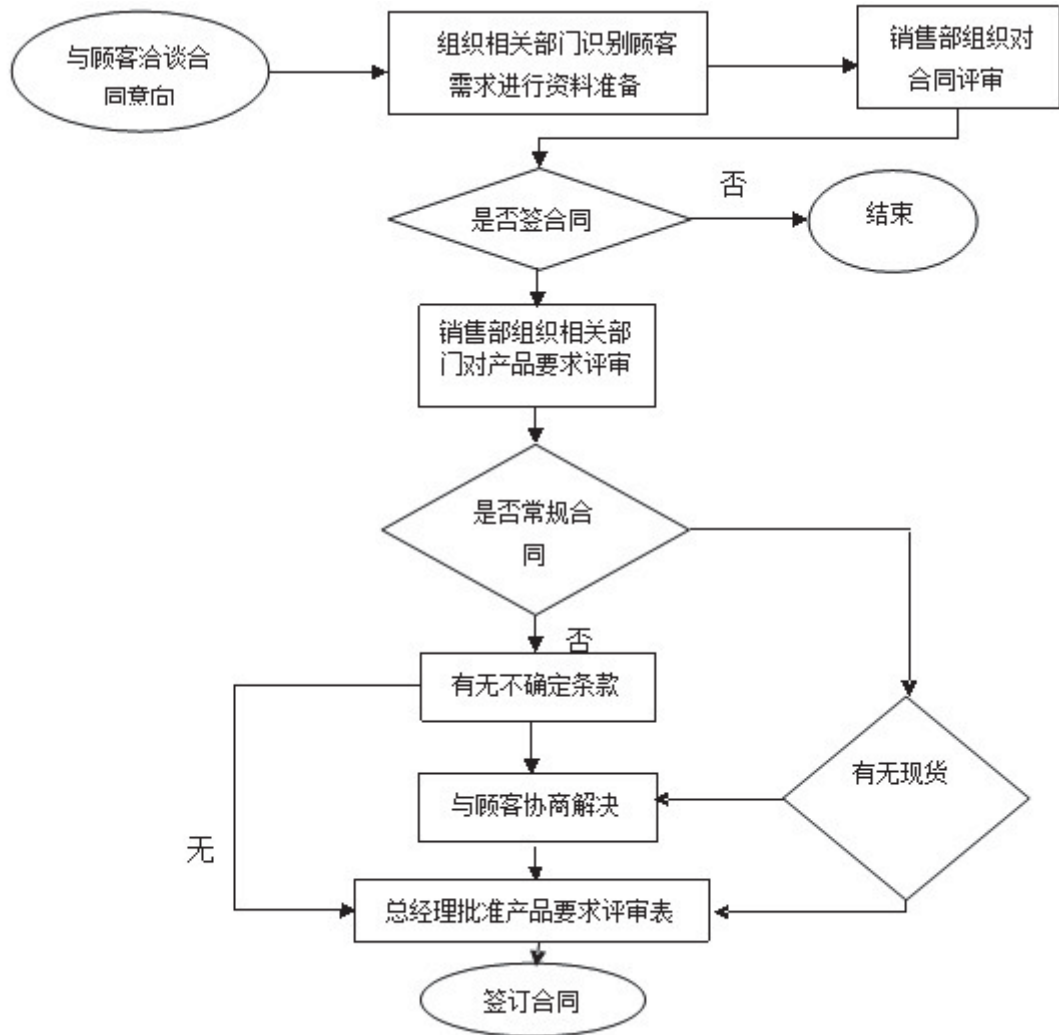 与顾客洽谈合
同意向
组织相关部门识别顾客
需求进行资料准备
销售部组织对
合同评审
是否签合同
否
结束
销售部组织相关部
门对产品要求评审
是否常规合
同
否
有无不确定条款
有无现货
与顾客协商解决
无
总经理批准产品要求评审表
签订合同